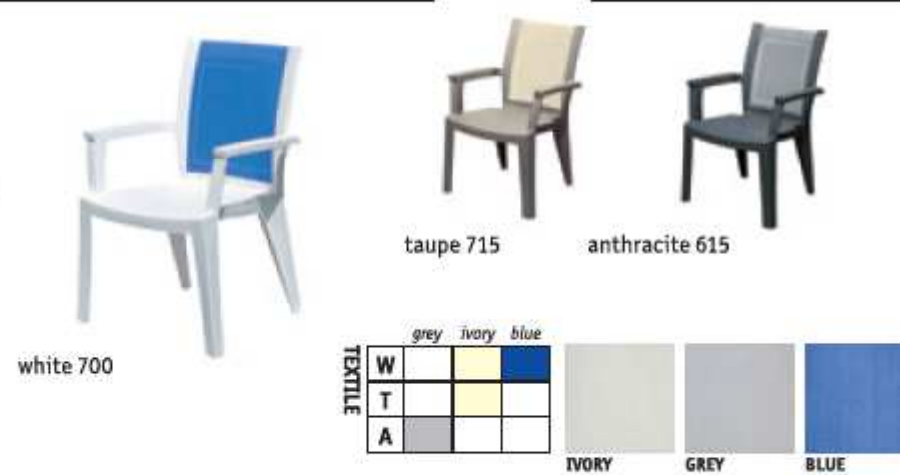 taupe 715
anthracite 615
white 700
TEXTILE
grey ivory blue
W
T
A
IVORY GREY BLUE